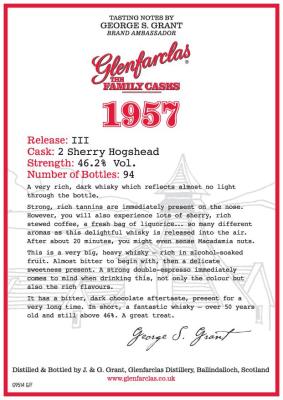 TASTING NOTES BY
GEORGE S. GRANT
BRAND AMBASSADOR
Glenfarclas®
THE
FAMILY CASKS
1957
Release: III
Cask: 2 Sherry Hogshead
Strength: 46.2% Vol.
Number of Bottles: 94
A very rich, dark whisky which reflects almost no light
through the bottle.
Strong, rich tannins are immediately present on the nose.
However, you will also experience lots of sherry, rich
stewed coffee, a fresh bag of liquorice... so many different
aromas as this delightful whisky is released into the air.
After about 20 minutes, you might even sense Macadamia nuts.
This is a very big, heavy whisky – rich in alcohol-soaked
fruit. Almost bitter to begin with, then a delicate
sweetness present. A strong double-espresso immediately
comes to mind when drinking this, not only the colour but
also the rich flavours.
It has a bitter, dark chocolate aftertaste, present for a
very long time. In short, a fantastic whisky – over 50 years
old and still above 46%. A great treat.
George S. Grant
Distilled & Bottled by J. & G. Grant, Glenfarclas Distillery, Ballindalloch, Scotland
www.glenfarclas.co.uk